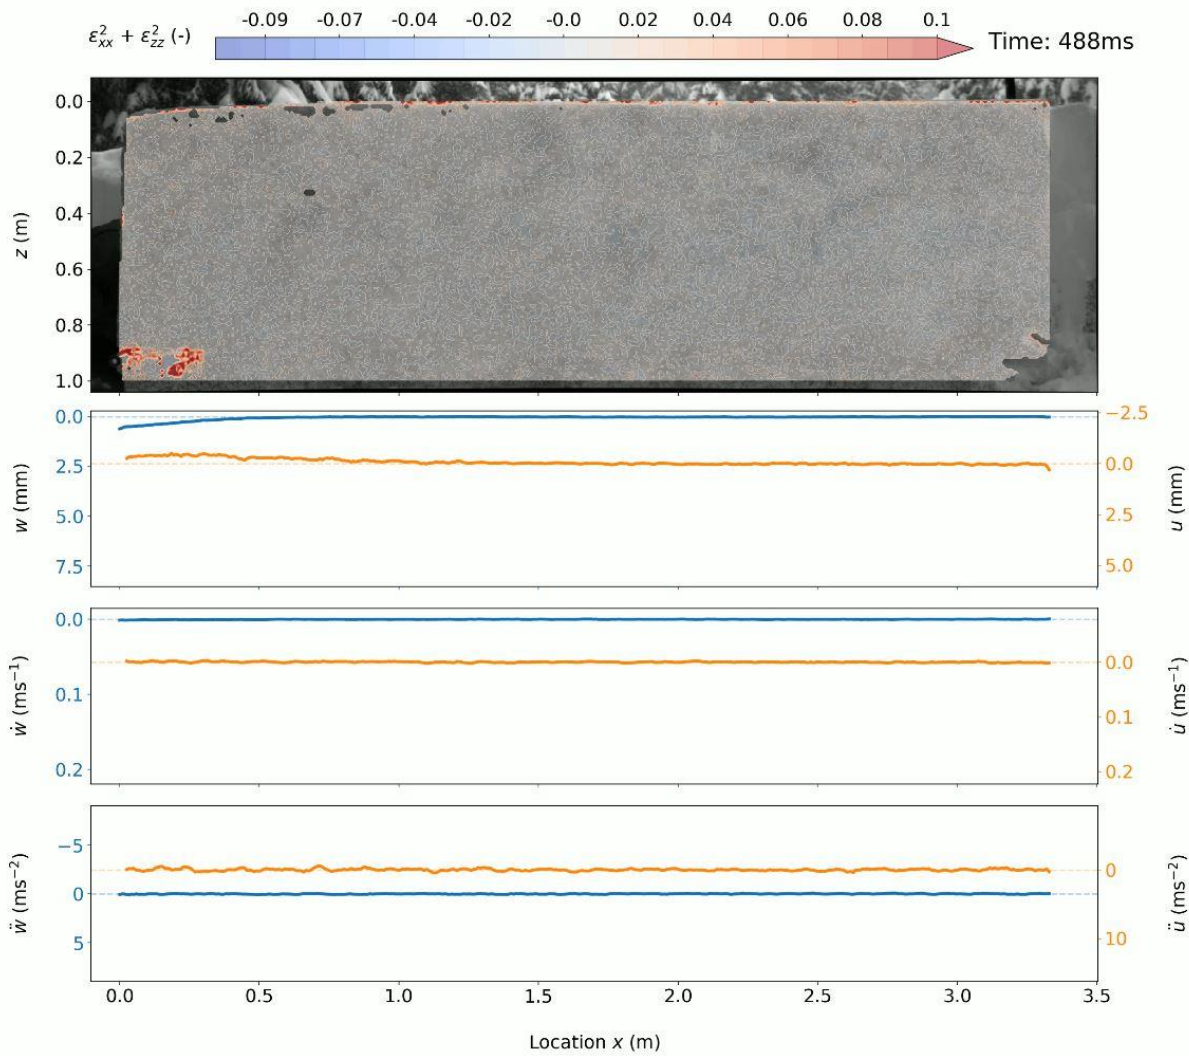 -0.09 -0.07 -0.04 -0.02 -0.0 0.02 0.04 0.06 0.08 0.1
ε²xx + ε²zz (-)
Time: 488ms
0.0
0.2
0.4
0.6
0.8
1.0
z (m)
0.0
2.5
5.0
7.5
w (mm)
−2.5
0.0
2.5
5.0
u (mm)
0.0
0.1
0.2
ẇ (ms⁻¹)
0.0
0.1
0.2
u̇ (ms⁻¹)
−5
0
5
ẅ (ms⁻²)
0
10
ü (ms⁻²)
0.0 0.5 1.0 1.5 2.0 2.5 3.0 3.5
Location x (m)